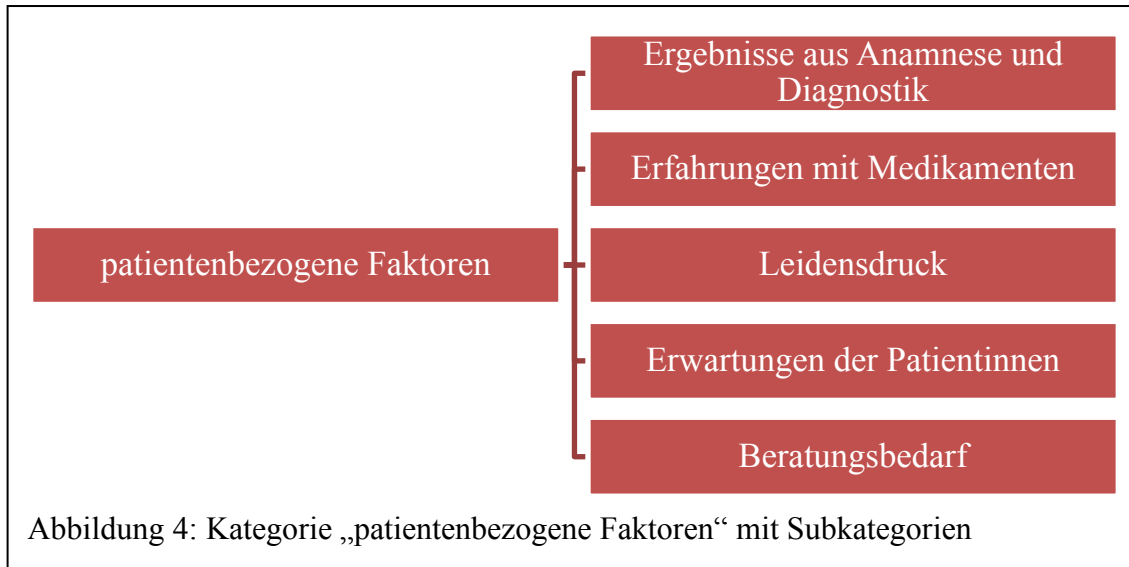 Ergebnisse aus Anamnese und
Diagnostik
Erfahrungen mit Medikamenten
patientenbezogene Faktoren
Leidensdruck
Erwartungen der Patientinnen
Beratungsbedarf
Abbildung 4: Kategorie „patientenbezogene Faktoren“ mit Subkategorien